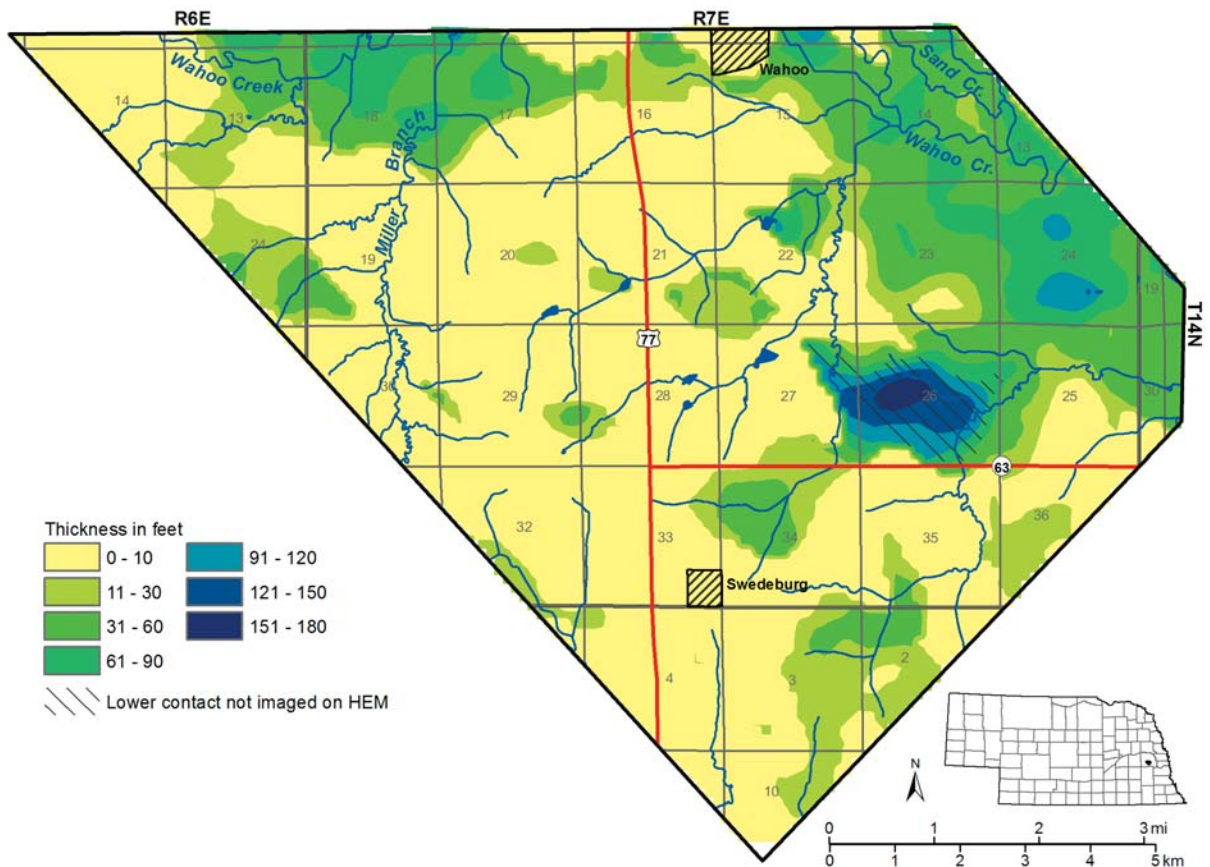 R6E
R7E
Wahoo
Wahoo Creek
Sand Cr.
Wahoo Cr.
Miller Branch
T14N
14
13
18
17
16
15
14
13
24
19
20
21
22
23
24
19
77
36
29
28
27
26
25
30
63
32
33
34
35
36
Swedeburg
4
3
2
10
Thickness in feet
0 - 10
11 - 30
31 - 60
61 - 90
91 - 120
121 - 150
151 - 180
Lower contact not imaged on HEM
N
0 1 2 3 mi
0 1 2 3 4 5 km